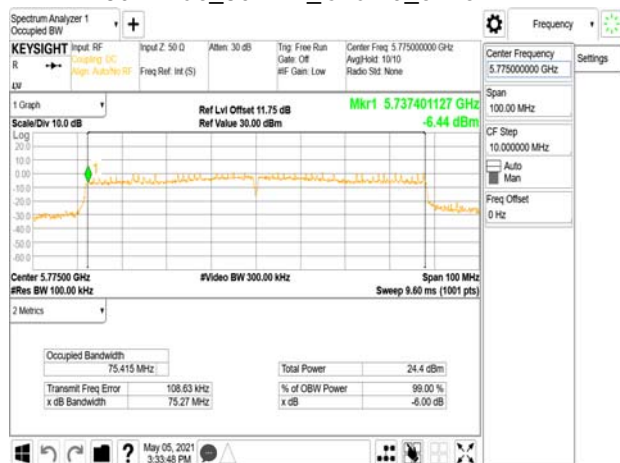 Spectrum Analyzer 1
Occupied BW
+
KEYSIGHT Input: RF Input Z: 50 Ω Atten: 30 dB Trig: Free Run Center Freq: 5.775000000 GHz
R Coupling: DC Gate: Off Avg|Hold: 10/10
Align: Auto/No RF Freq Ref: Int (S) #IF Gain: Low Radio Std: None
1 Graph
Ref Lvl Offset 11.75 dB Mkr1 5.737401127 GHz
Scale/Div 10.0 dB Ref Value 30.00 dBm -6.44 dBm
Log
20.0
10.0
0.00
-10.0
-20.0
-30.0
-40.0
-50.0
1
Center 5.77500 GHz #Video BW 300.00 kHz Span 100 MHz
#Res BW 100.00 kHz Sweep 9.60 ms (1001 pts)
2 Metrics
Occupied Bandwidth
75.415 MHz
Total Power 24.4 dBm
Transmit Freq Error 108.63 kHz % of OBW Power 99.00 %
x dB Bandwidth 75.27 MHz x dB -6.00 dB
May 05, 2021
3:33:48 PM
?
Frequency
Settings
Center Frequency
5.775000000 GHz
Span
100.00 MHz
CF Step
10.000000 MHz
Auto
Man
Freq Offset
0 Hz